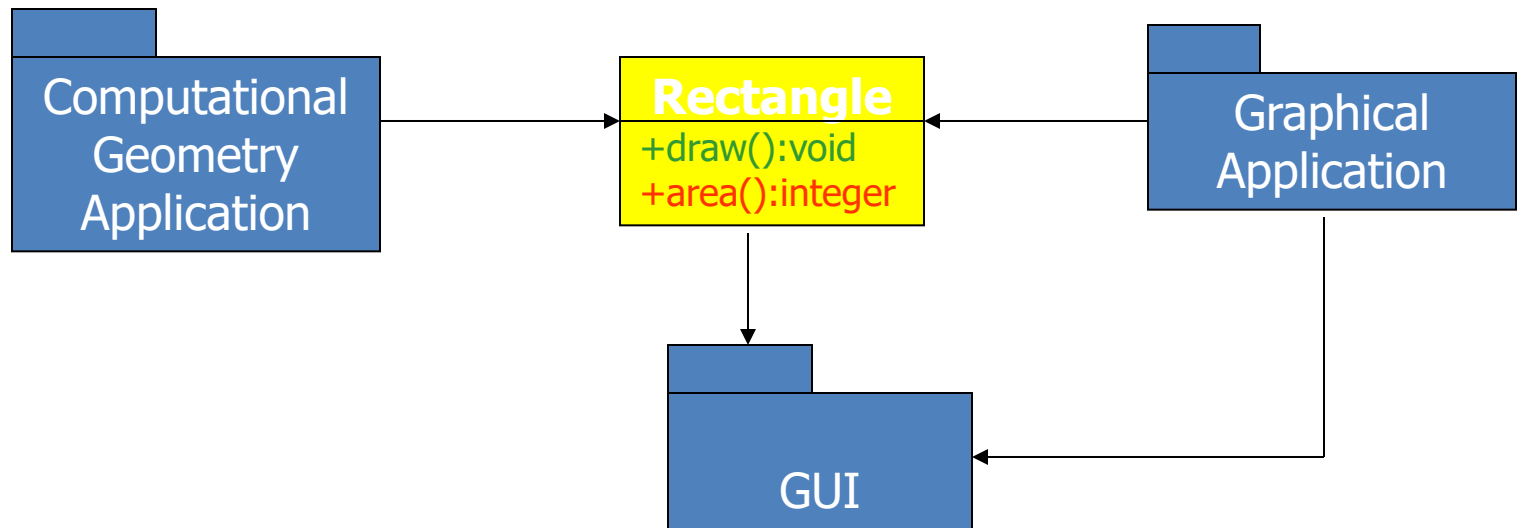 Computational
Geometry
Application
Rectangle
+draw():void
+area():integer
Graphical
Application
GUI